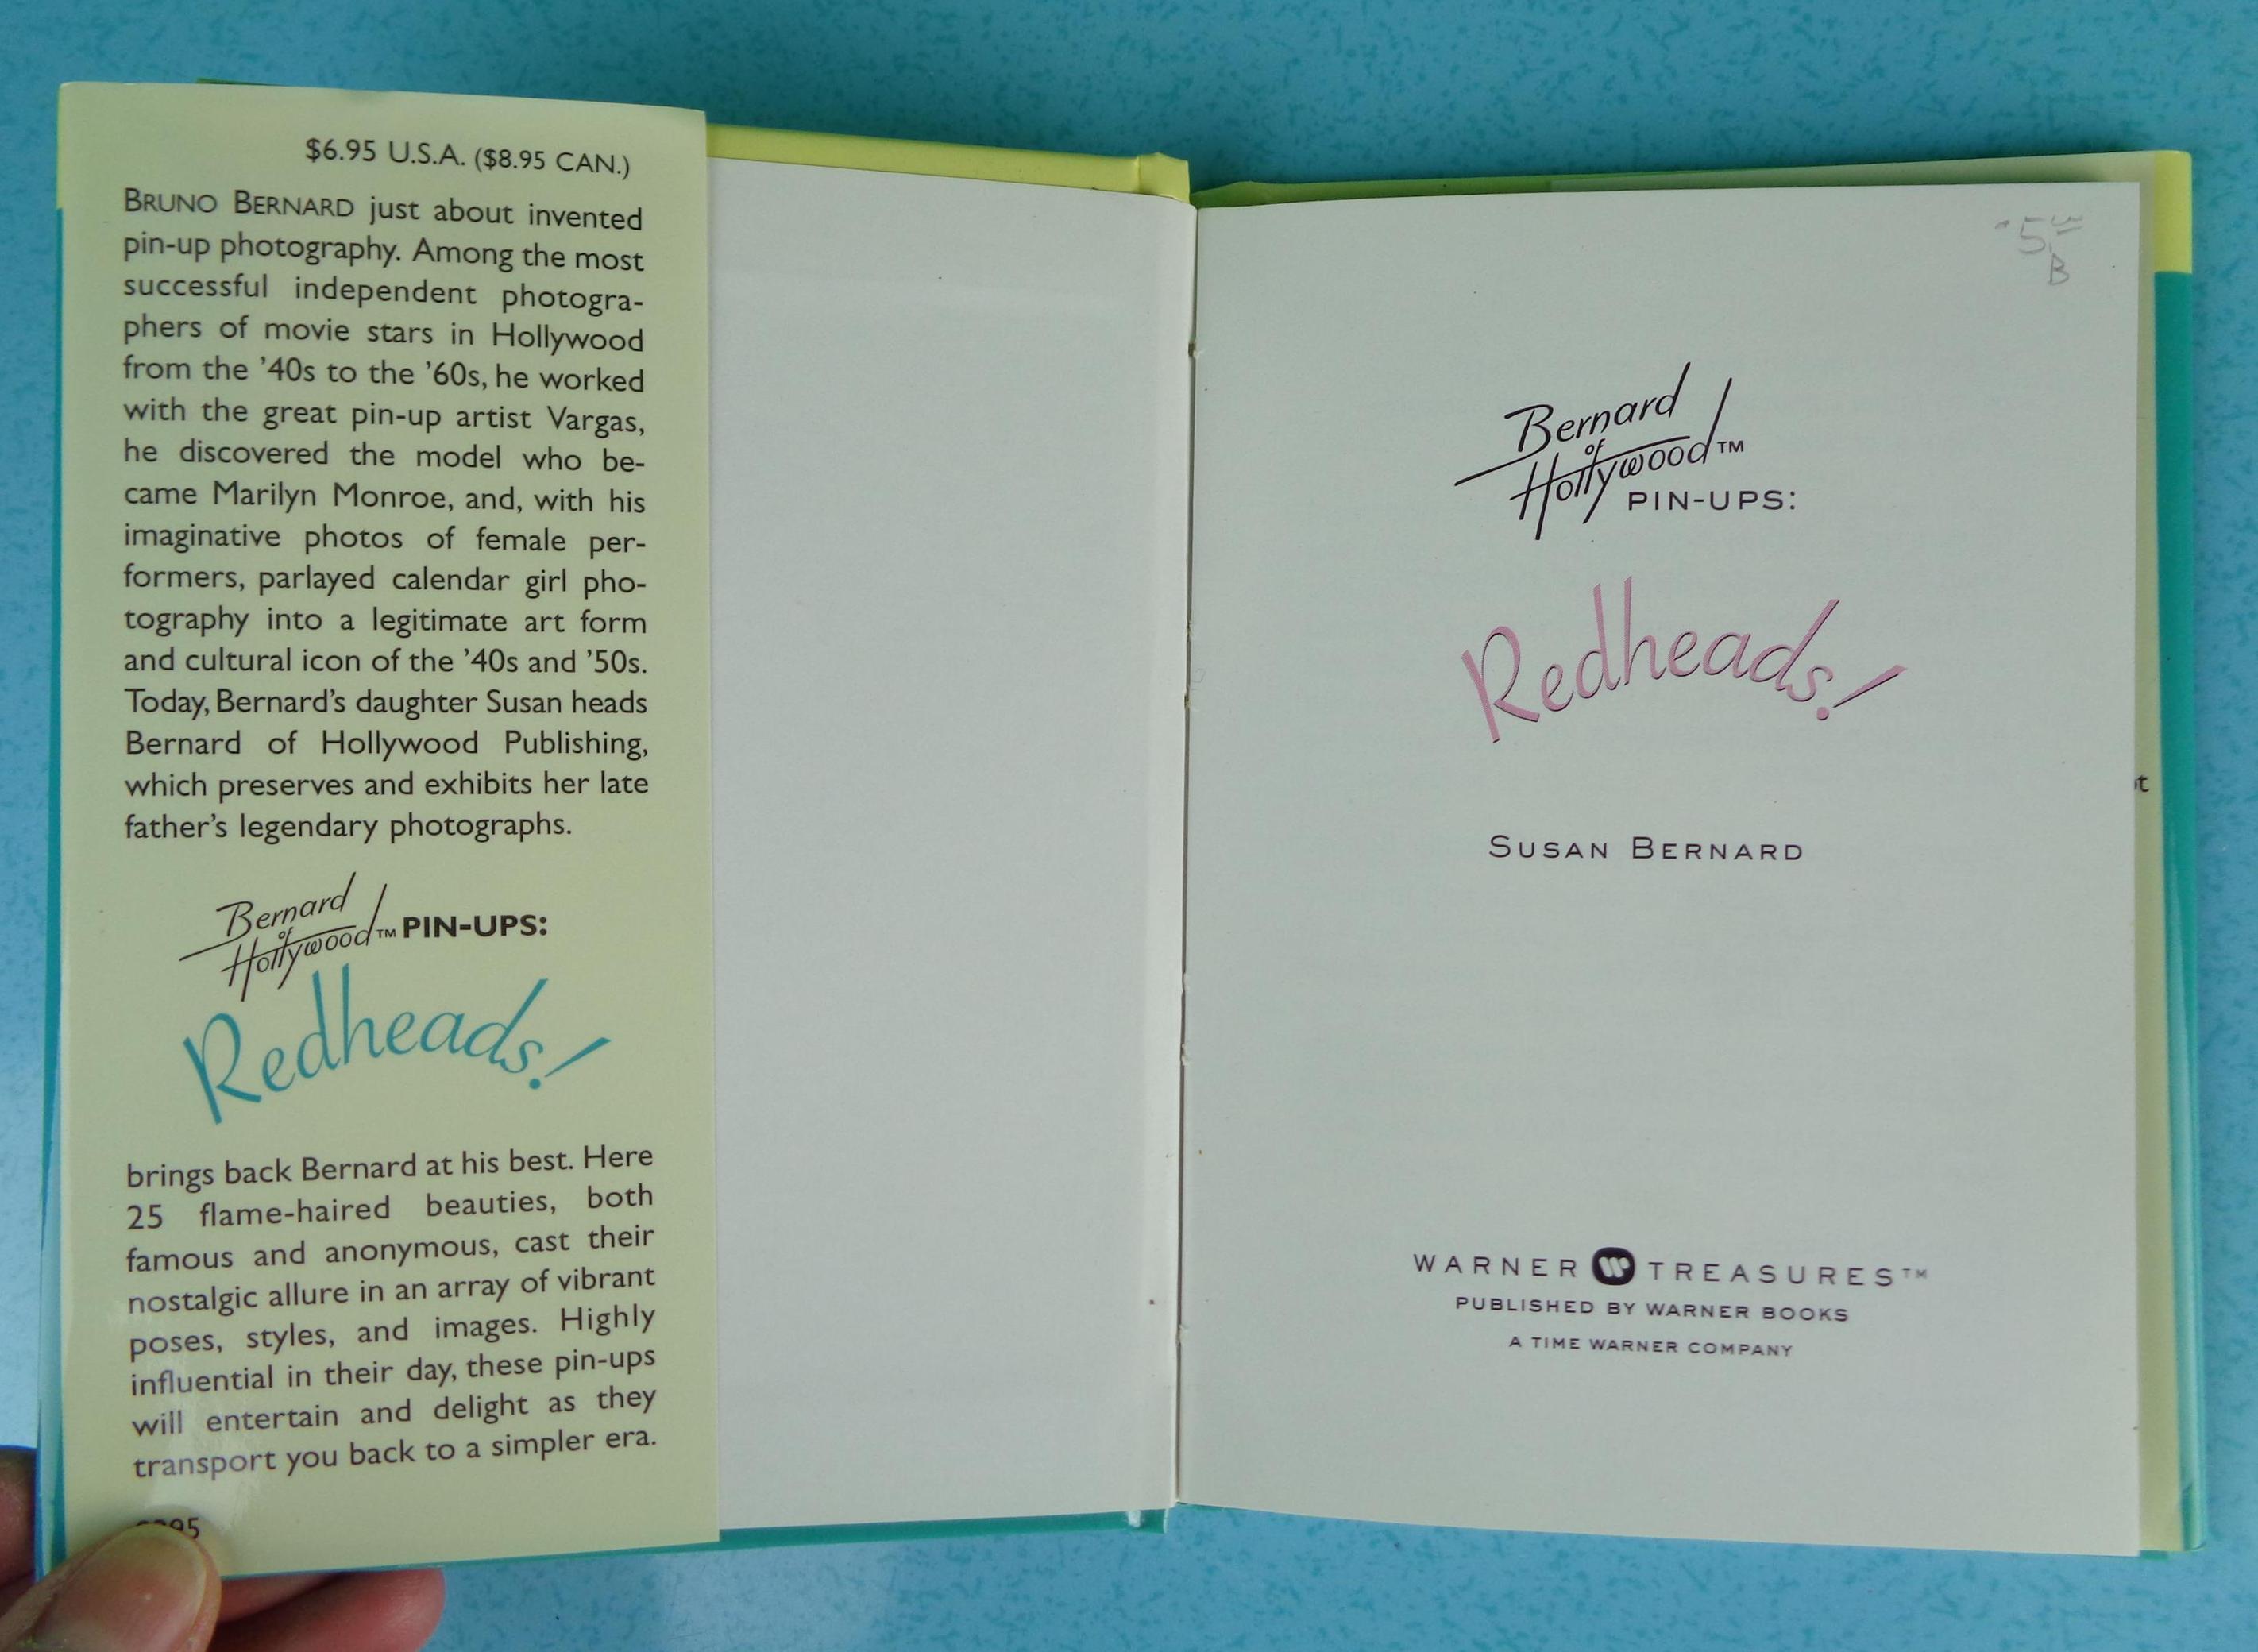 $6.95 U.S.A. ($8.95 CAN.)
BRUNO BERNARD just about invented
pin-up photography. Among the most
successful independent photogra-
phers of movie stars in Hollywood
from the ’40s to the ’60s, he worked
with the great pin-up artist Vargas,
he discovered the model who be-
came Marilyn Monroe, and, with his
imaginative photos of female per-
formers, parlayed calendar girl pho-
tography into a legitimate art form
and cultural icon of the ’40s and ’50s.
Today, Bernard’s daughter Susan heads
Bernard of Hollywood Publishing,
which preserves and exhibits her late
father’s legendary photographs.
Bernard
of
Hollywood™ PIN-UPS:
Redheads!
brings back Bernard at his best. Here
25 flame-haired beauties, both
famous and anonymous, cast their
nostalgic allure in an array of vibrant
poses, styles, and images. Highly
influential in their day, these pin-ups
will entertain and delight as they
transport you back to a simpler era.
Bernard
of
Hollywood™
PIN-UPS:
Redheads!
SUSAN BERNARD
WARNER TREASURES™
PUBLISHED BY WARNER BOOKS
A TIME WARNER COMPANY